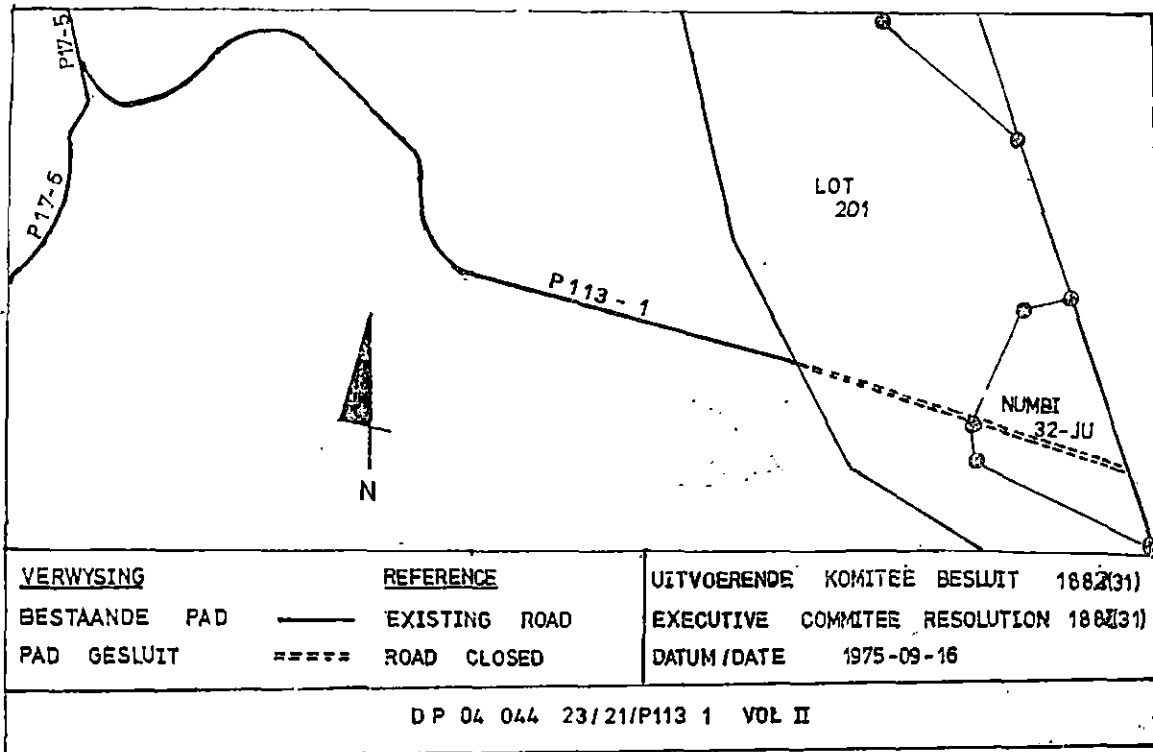 P17-5
P17-6
LOT
201
P113-1
NUMBI
32-JU
N
VERWYSING REFERENCE
BESTAANDE PAD EXISTING ROAD
PAD GESLUIT ROAD CLOSED
UITVOERENDE KOMITEE BESLUIT
EXECUTIVE COMMITEE RESOLUTION
DATUM/DATE 1975-09-16
DP 04 044 23/21/P113 1 VOL II